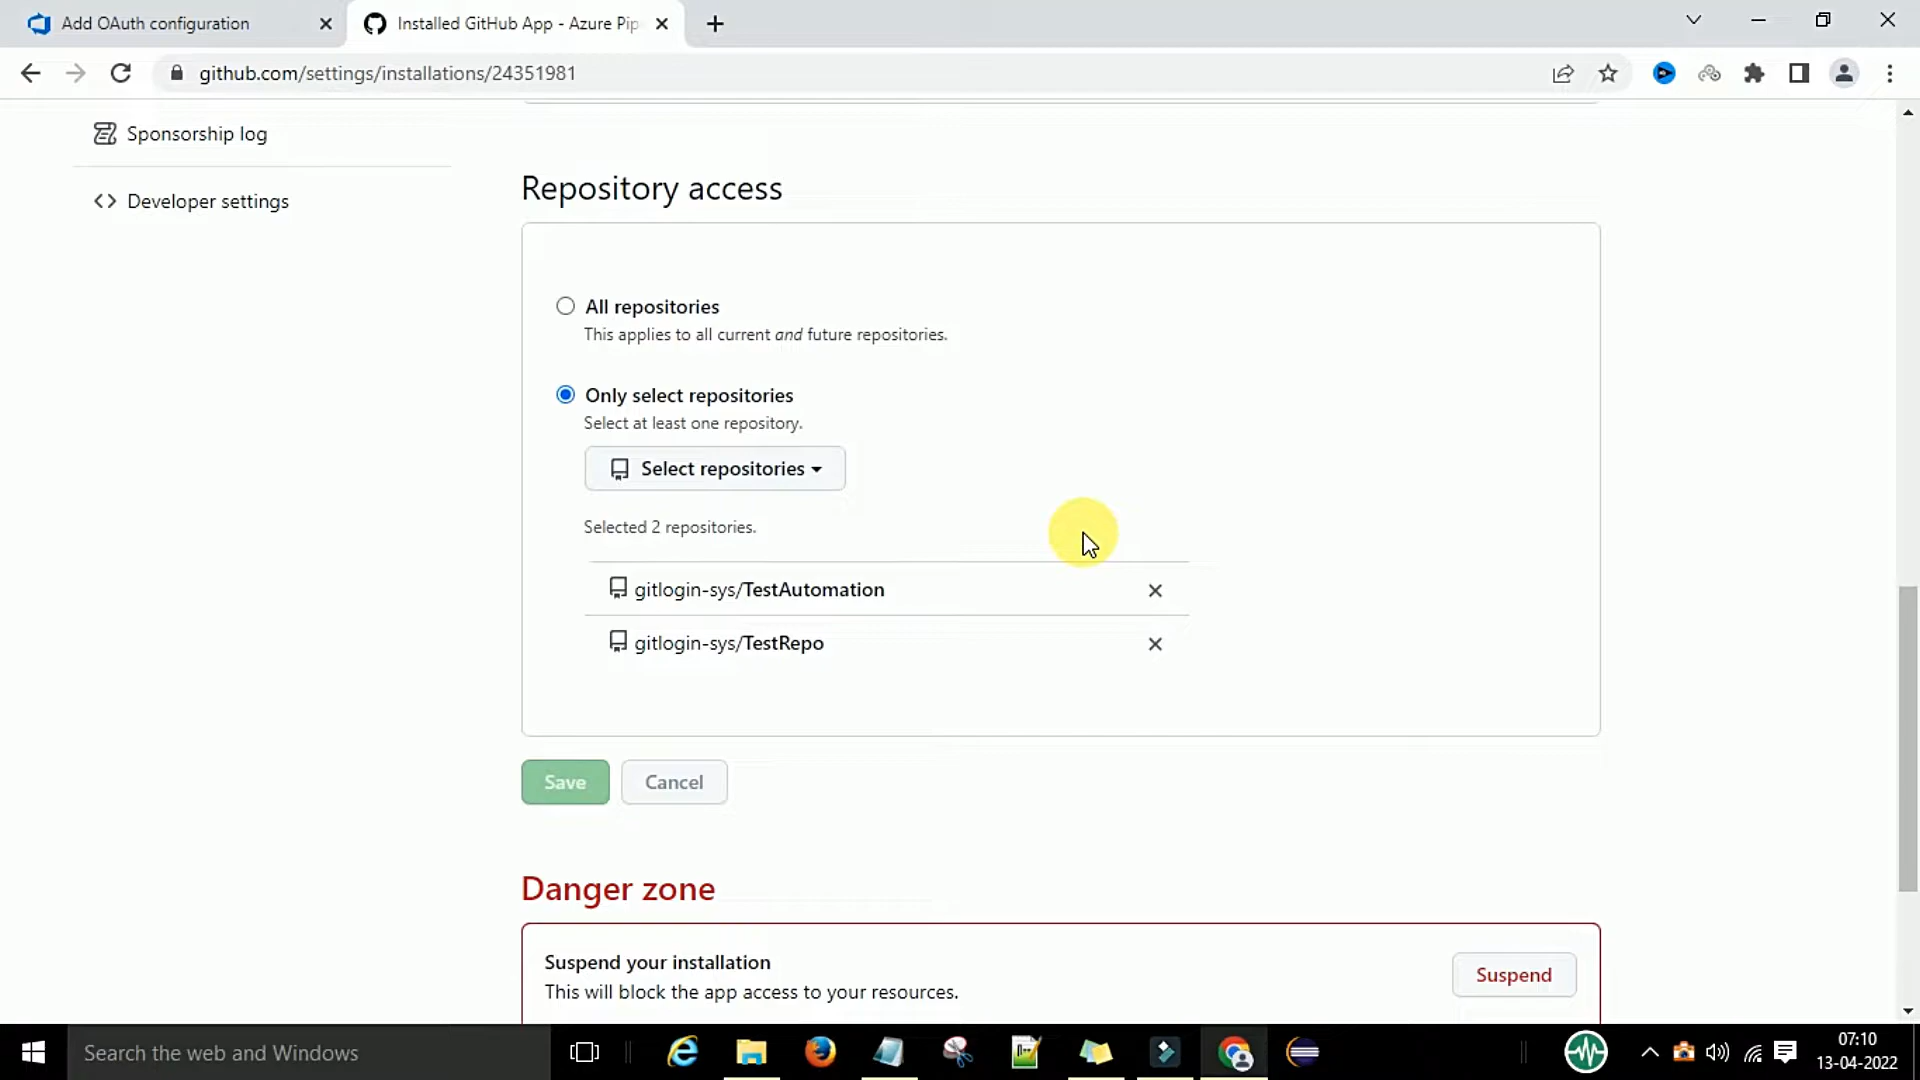 Add OAuth configuration
Installed GitHub App - Azure Pip
github.com/settings/installations/24351981
Sponsorship log
Developer settings
Repository access
All repositories
This applies to all current and future repositories.
Only select repositories
Select at least one repository.
Select repositories
Selected 2 repositories.
gitlogin-sys/TestAutomation
gitlogin-sys/TestRepo
Save
Cancel
Danger zone
Suspend your installation
This will block the app access to your resources.
Suspend
Search the web and Windows
07:10
13-04-2022